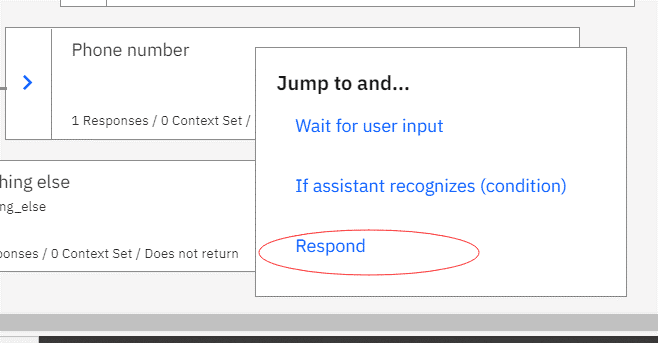 Phone number
1 Responses / 0 Context Set /
Jump to and...
Wait for user input
If assistant recognizes (condition)
Respond
hing else
ng_else
onses / 0 Context Set / Does not return